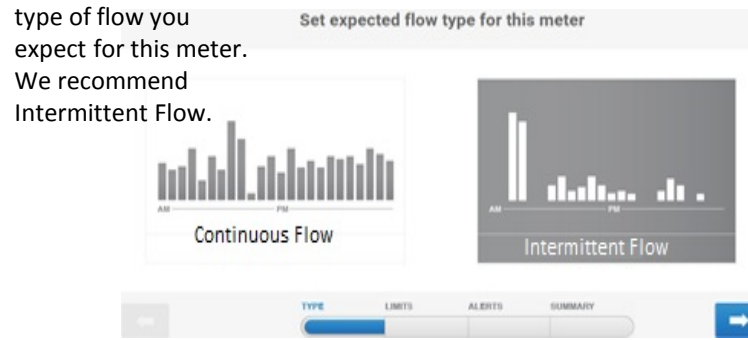 type of flow you
expect for this meter.
We recommend
Intermittent Flow.
Set expected flow type for this meter
AM PM
Continuous Flow
AM PM
Intermittent Flow
TYPE LIMITS ALERTS SUMMARY